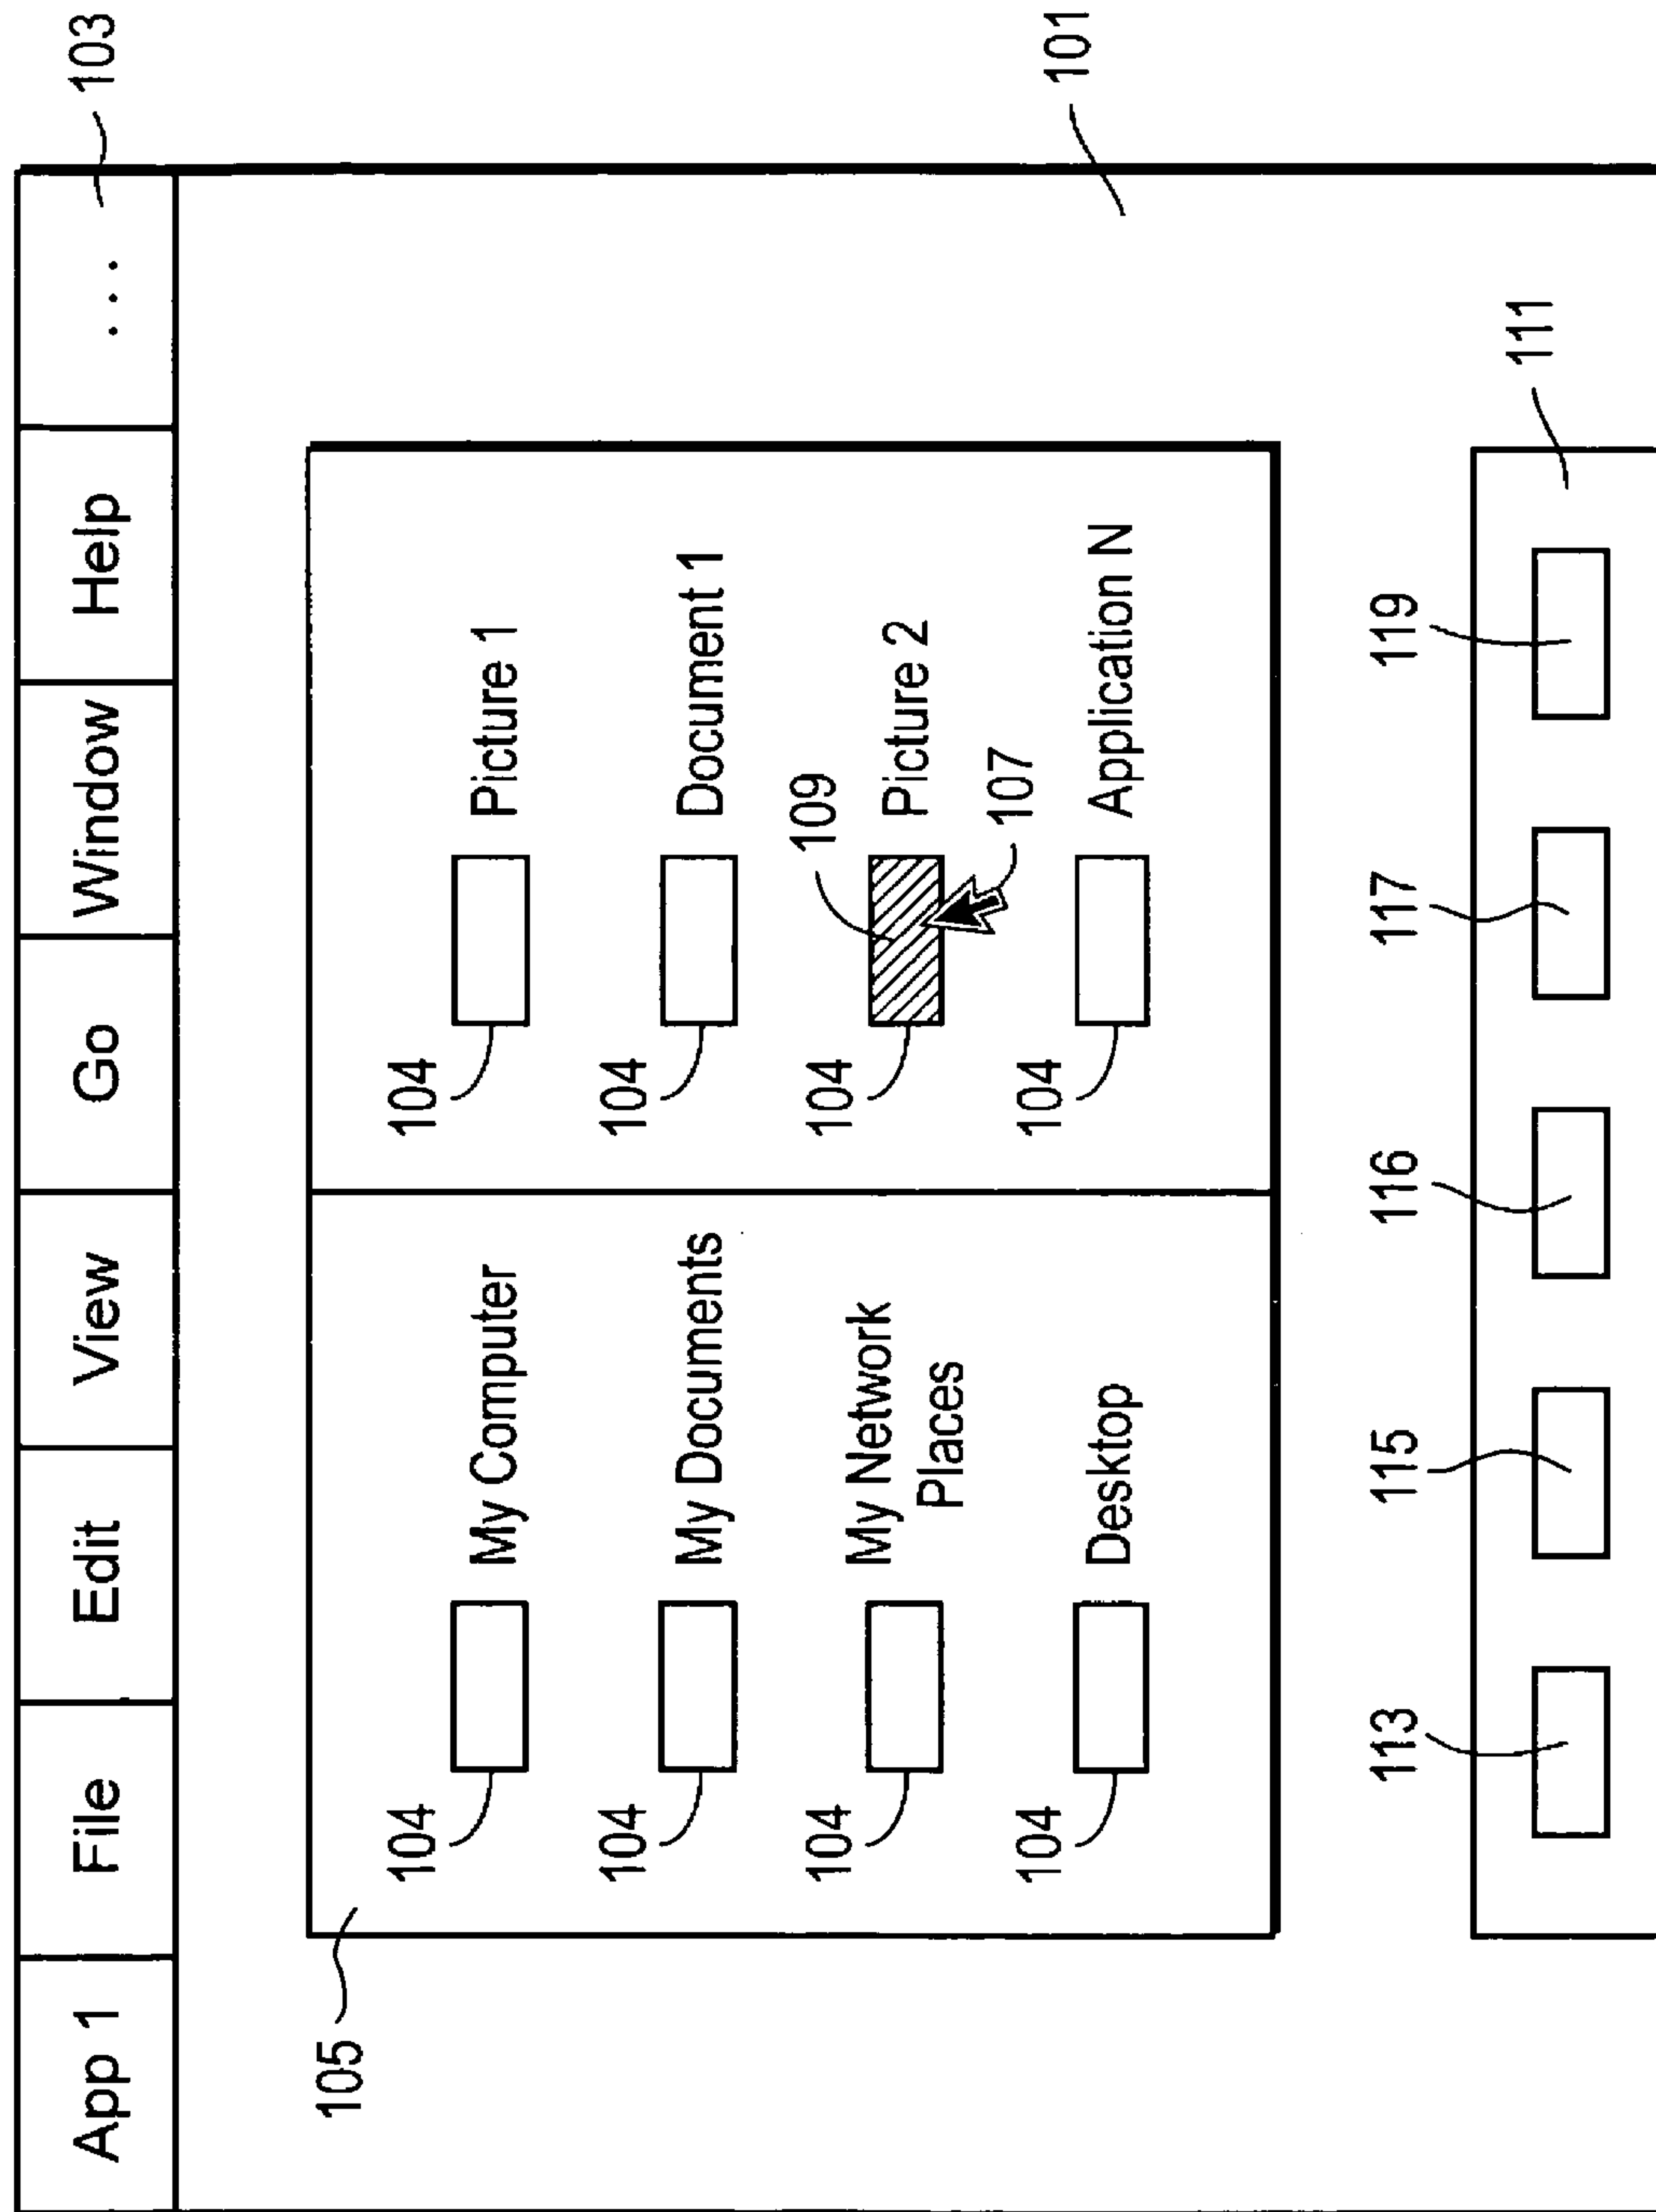 App 1 File Edit View Go Window Help ...
103
105
104 My Computer
104 My Documents
104 My Network
Places
104 Desktop
104 Picture 1
104 Document 1
109
104 Picture 2
107
104 Application N
101
113 115 116 117 119
111